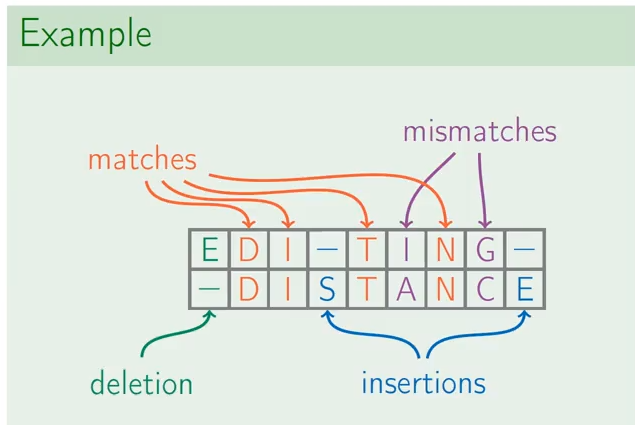 Example
mismatches
matches
E D I – T I N G –
– D I S T A N C E
deletion
insertions